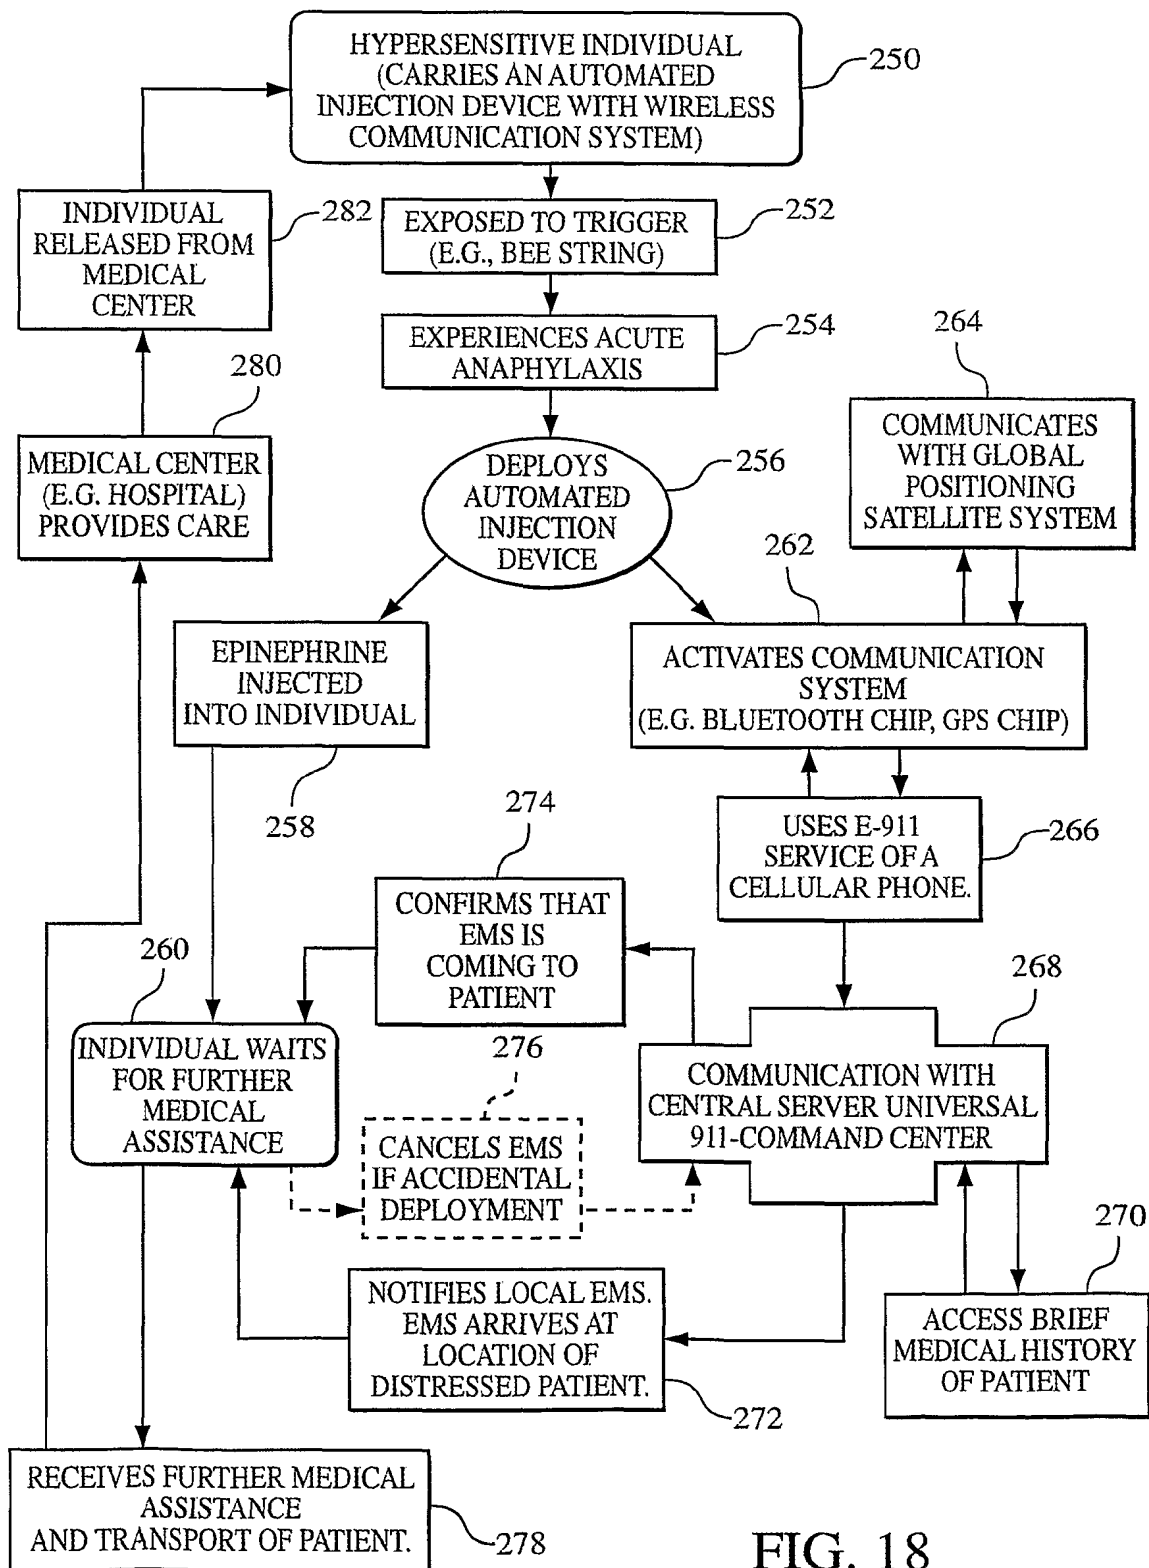 HYPERSENSITIVE INDIVIDUAL
(CARRIES AN AUTOMATED
INJECTION DEVICE WITH WIRELESS
COMMUNICATION SYSTEM)
250
INDIVIDUAL
RELEASED FROM
MEDICAL
CENTER
282
EXPOSED TO TRIGGER
(E.G., BEE STRING)
252
EXPERIENCES ACUTE
ANAPHYLAXIS
254
264
280
COMMUNICATES
WITH GLOBAL
POSITIONING
SATELLITE SYSTEM
MEDICAL CENTER
(E.G. HOSPITAL)
PROVIDES CARE
DEPLOYS
AUTOMATED
INJECTION
DEVICE
256
262
EPINEPHRINE
INJECTED
INTO INDIVIDUAL
258
ACTIVATES COMMUNICATION
SYSTEM
(E.G. BLUETOOTH CHIP, GPS CHIP)
USES E-911
SERVICE OF A
CELLULAR PHONE.
266
274
CONFIRMS THAT
EMS IS
COMING TO
PATIENT
260
INDIVIDUAL WAITS
FOR FURTHER
MEDICAL
ASSISTANCE
276
CANCELS EMS
IF ACCIDENTAL
DEPLOYMENT
268
COMMUNICATION WITH
CENTRAL SERVER UNIVERSAL
911-COMMAND CENTER
270
ACCESS BRIEF
MEDICAL HISTORY
OF PATIENT
NOTIFIES LOCAL EMS.
EMS ARRIVES AT
LOCATION OF
DISTRESSED PATIENT.
272
RECEIVES FURTHER MEDICAL
ASSISTANCE
AND TRANSPORT OF PATIENT.
278
FIG. 18